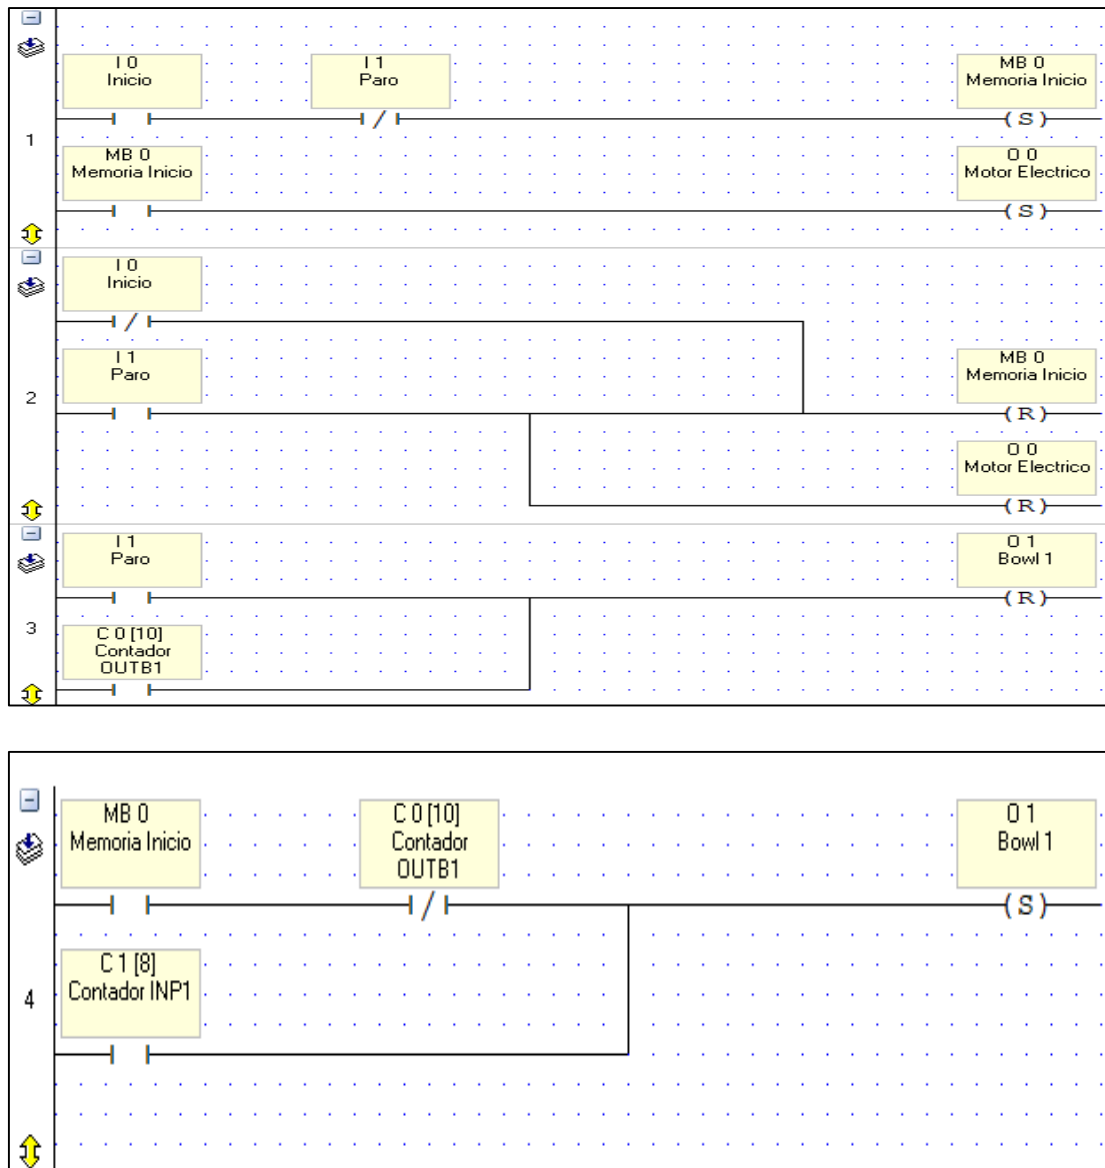 I 0
Inicio
I 1
Paro
MB 0
Memoria Inicio
( S )
1
MB 0
Memoria Inicio
O 0
Motor Electrico
( S )
I 0
Inicio
I 1
Paro
MB 0
Memoria Inicio
2
( R )
O 0
Motor Electrico
( R )
I 1
Paro
O 1
Bowl 1
( R )
3
C 0 [10]
Contador
OUTB1
MB 0
Memoria Inicio
C 0 [10]
Contador
OUTB1
O 1
Bowl 1
( S )
C 1 [8]
Contador INP1
4